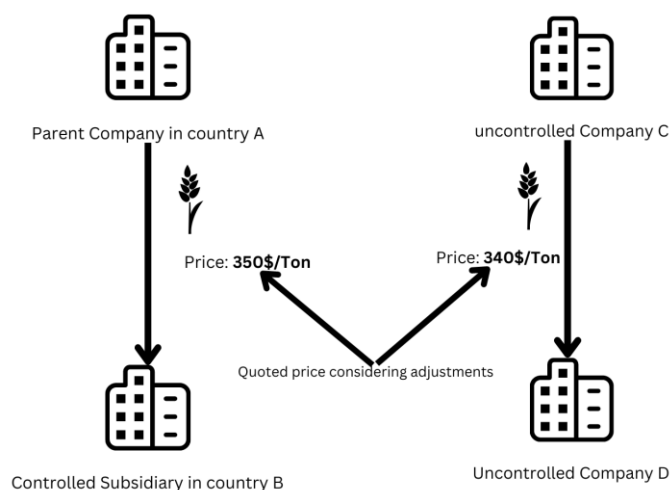 Parent Company in country A
uncontrolled Company C
Price: 350$/Ton
Price: 340$/Ton
Quoted price considering adjustments
Controlled Subsidiary in country B
Uncontrolled Company D